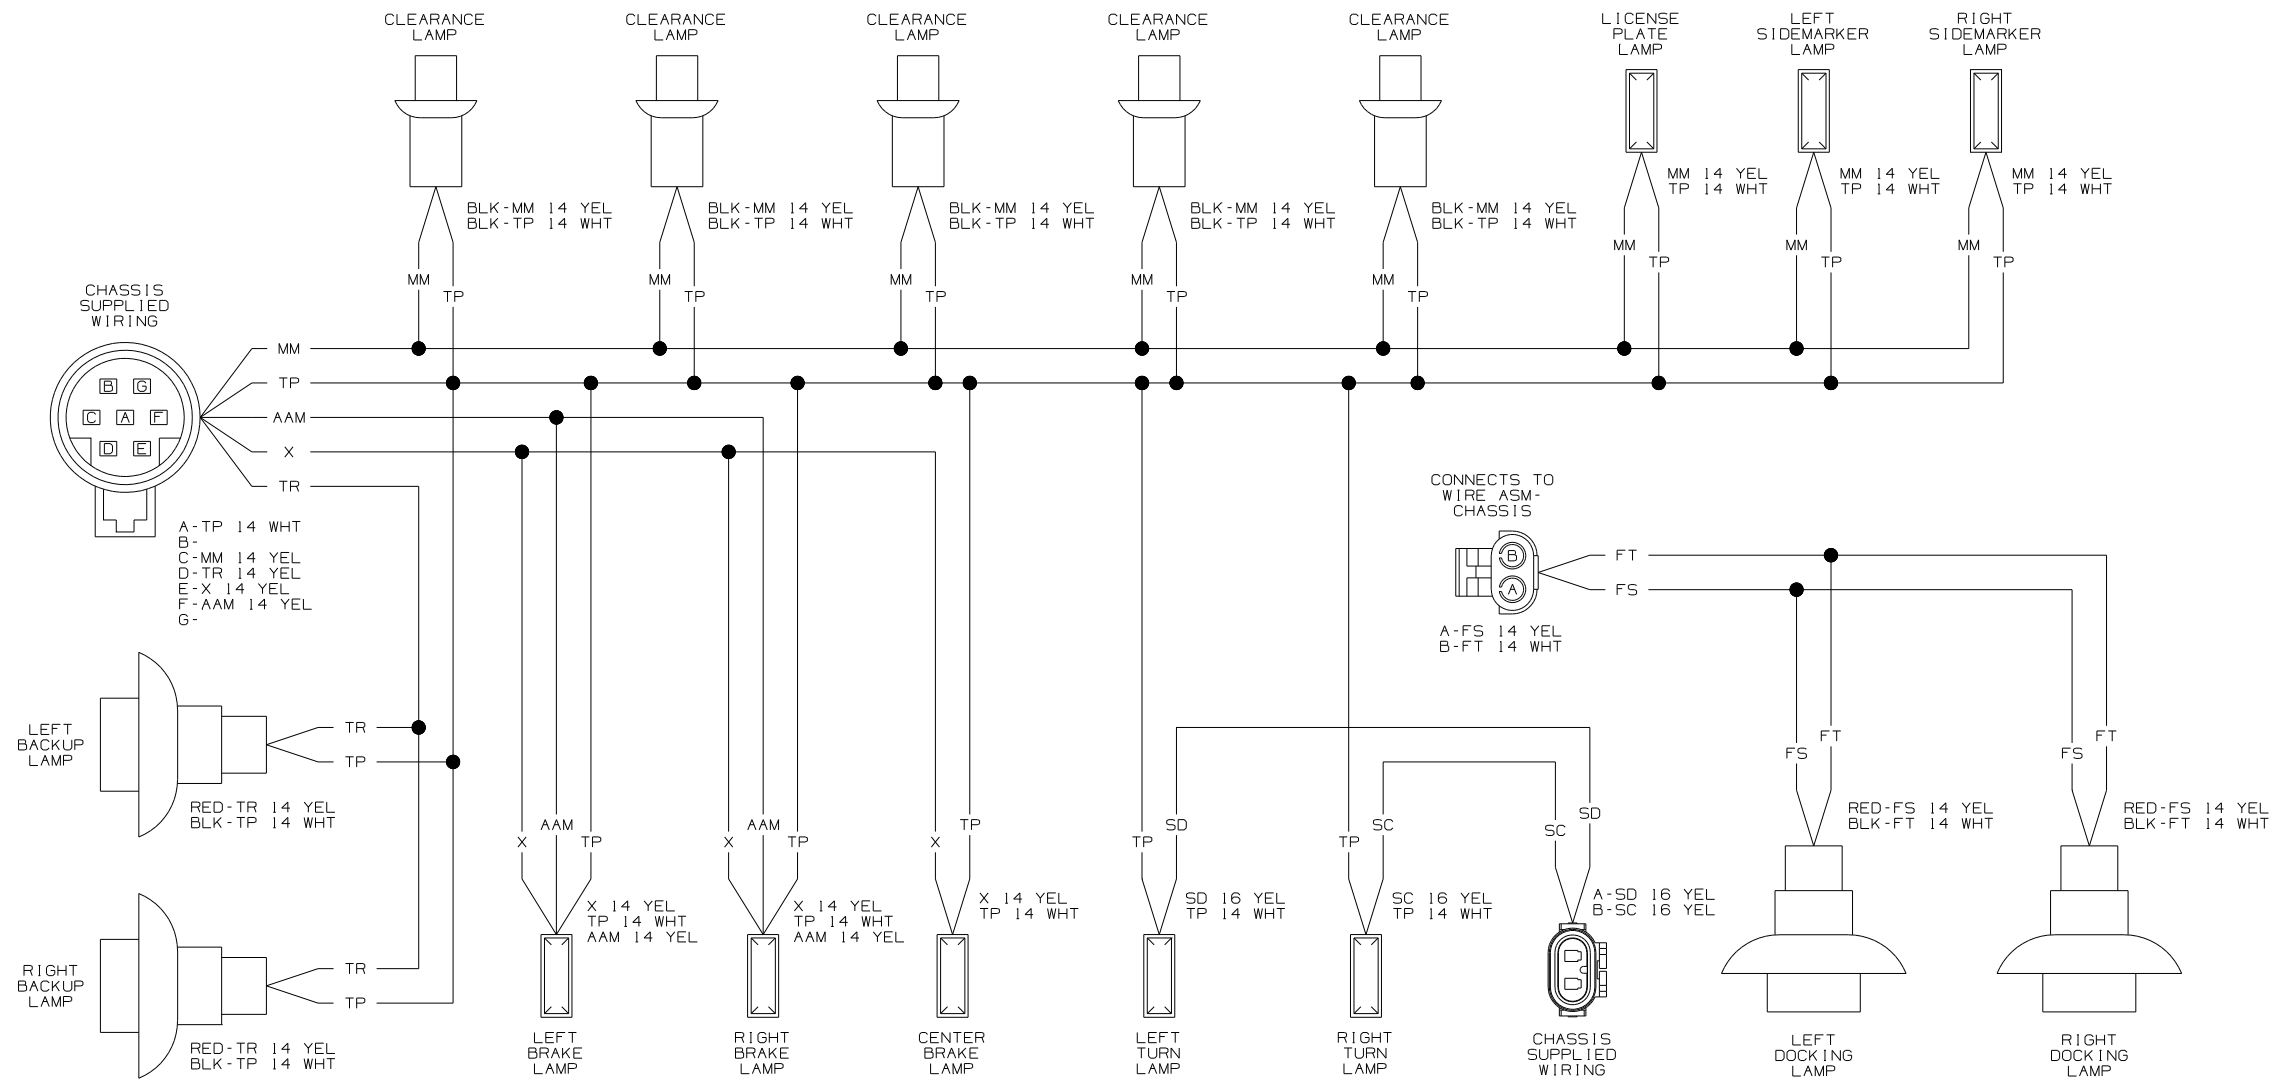 CLEARANCE
LAMP
CLEARANCE
LAMP
CLEARANCE
LAMP
CLEARANCE
LAMP
CLEARANCE
LAMP
LICENSE
PLATE
LAMP
LEFT
SIDEMARKER
LAMP
RIGHT
SIDEMARKER
LAMP
MM 14 YEL
TP 14 WHT
MM 14 YEL
TP 14 WHT
MM 14 YEL
TP 14 WHT
BLK-MM 14 YEL
BLK-TP 14 WHT
BLK-MM 14 YEL
BLK-TP 14 WHT
BLK-MM 14 YEL
BLK-TP 14 WHT
BLK-MM 14 YEL
BLK-TP 14 WHT
BLK-MM 14 YEL
BLK-TP 14 WHT
MM
TP
MM
TP
MM
TP
MM
TP
MM
TP
MM
TP
MM
TP
MM
TP
CHASSIS
SUPPLIED
WIRING
B G
C A F
D E
MM
TP
AAM
X
TR
A-TP 14 WHT
B-
C-MM 14 YEL
D-TR 14 YEL
E-X 14 YEL
F-AAM 14 YEL
G-
CONNECTS TO
WIRE ASM-
CHASSIS
B
A
FT
FS
A-FS 14 YEL
B-FT 14 WHT
LEFT
BACKUP
LAMP
TR
TP
RED-TR 14 YEL
BLK-TP 14 WHT
RIGHT
BACKUP
LAMP
TR
TP
RED-TR 14 YEL
BLK-TP 14 WHT
X
AAM
TP
X 14 YEL
TP 14 WHT
AAM 14 YEL
LEFT
BRAKE
LAMP
X
AAM
TP
X 14 YEL
TP 14 WHT
AAM 14 YEL
RIGHT
BRAKE
LAMP
X
TP
X 14 YEL
TP 14 WHT
CENTER
BRAKE
LAMP
TP
SD
SD 16 YEL
TP 14 WHT
LEFT
TURN
LAMP
TP
SC
SC 16 YEL
TP 14 WHT
RIGHT
TURN
LAMP
SC
SD
A-SD 16 YEL
B-SC 16 YEL
CHASSIS
SUPPLIED
WIRING
FS
FT
RED-FS 14 YEL
BLK-FT 14 WHT
LEFT
DOCKING
LAMP
FS
FT
RED-FS 14 YEL
BLK-FT 14 WHT
RIGHT
DOCKING
LAMP